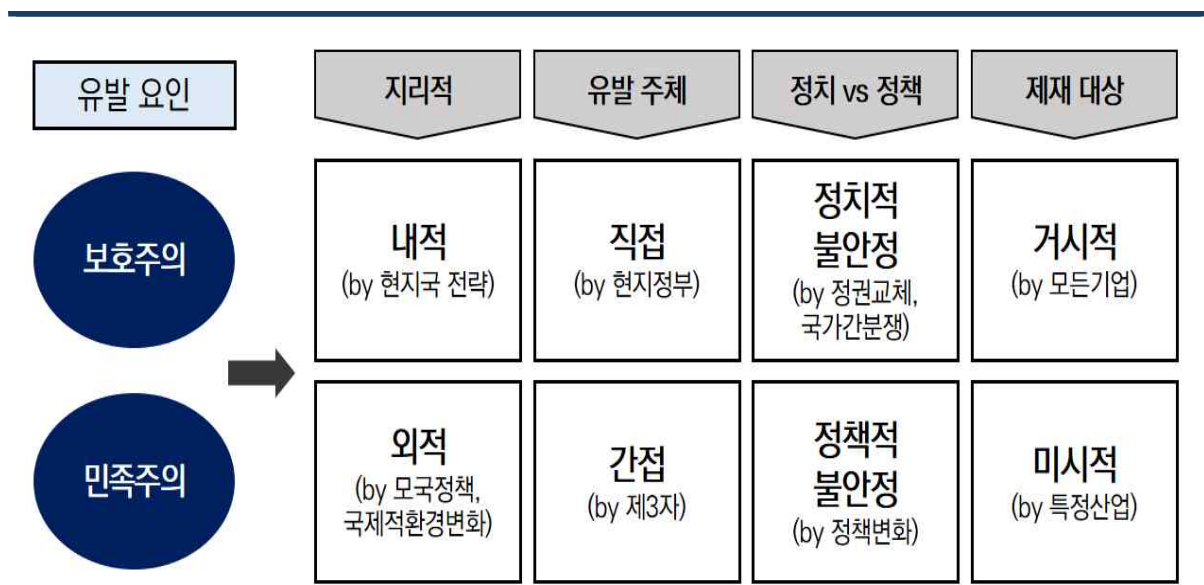 유발 요인
지리적
유발 주체
정치 vs 정책
제재 대상
보호주의
내적
(by 현지국 전략)
직접
(by 현지정부)
정치적
불안정
(by 정권교체,
국가간분쟁)
거시적
(by 모든기업)
민족주의
외적
(by 모국정책,
국제적환경변화)
간접
(by 제3자)
정책적
불안정
(by 정책변화)
미시적
(by 특정산업)